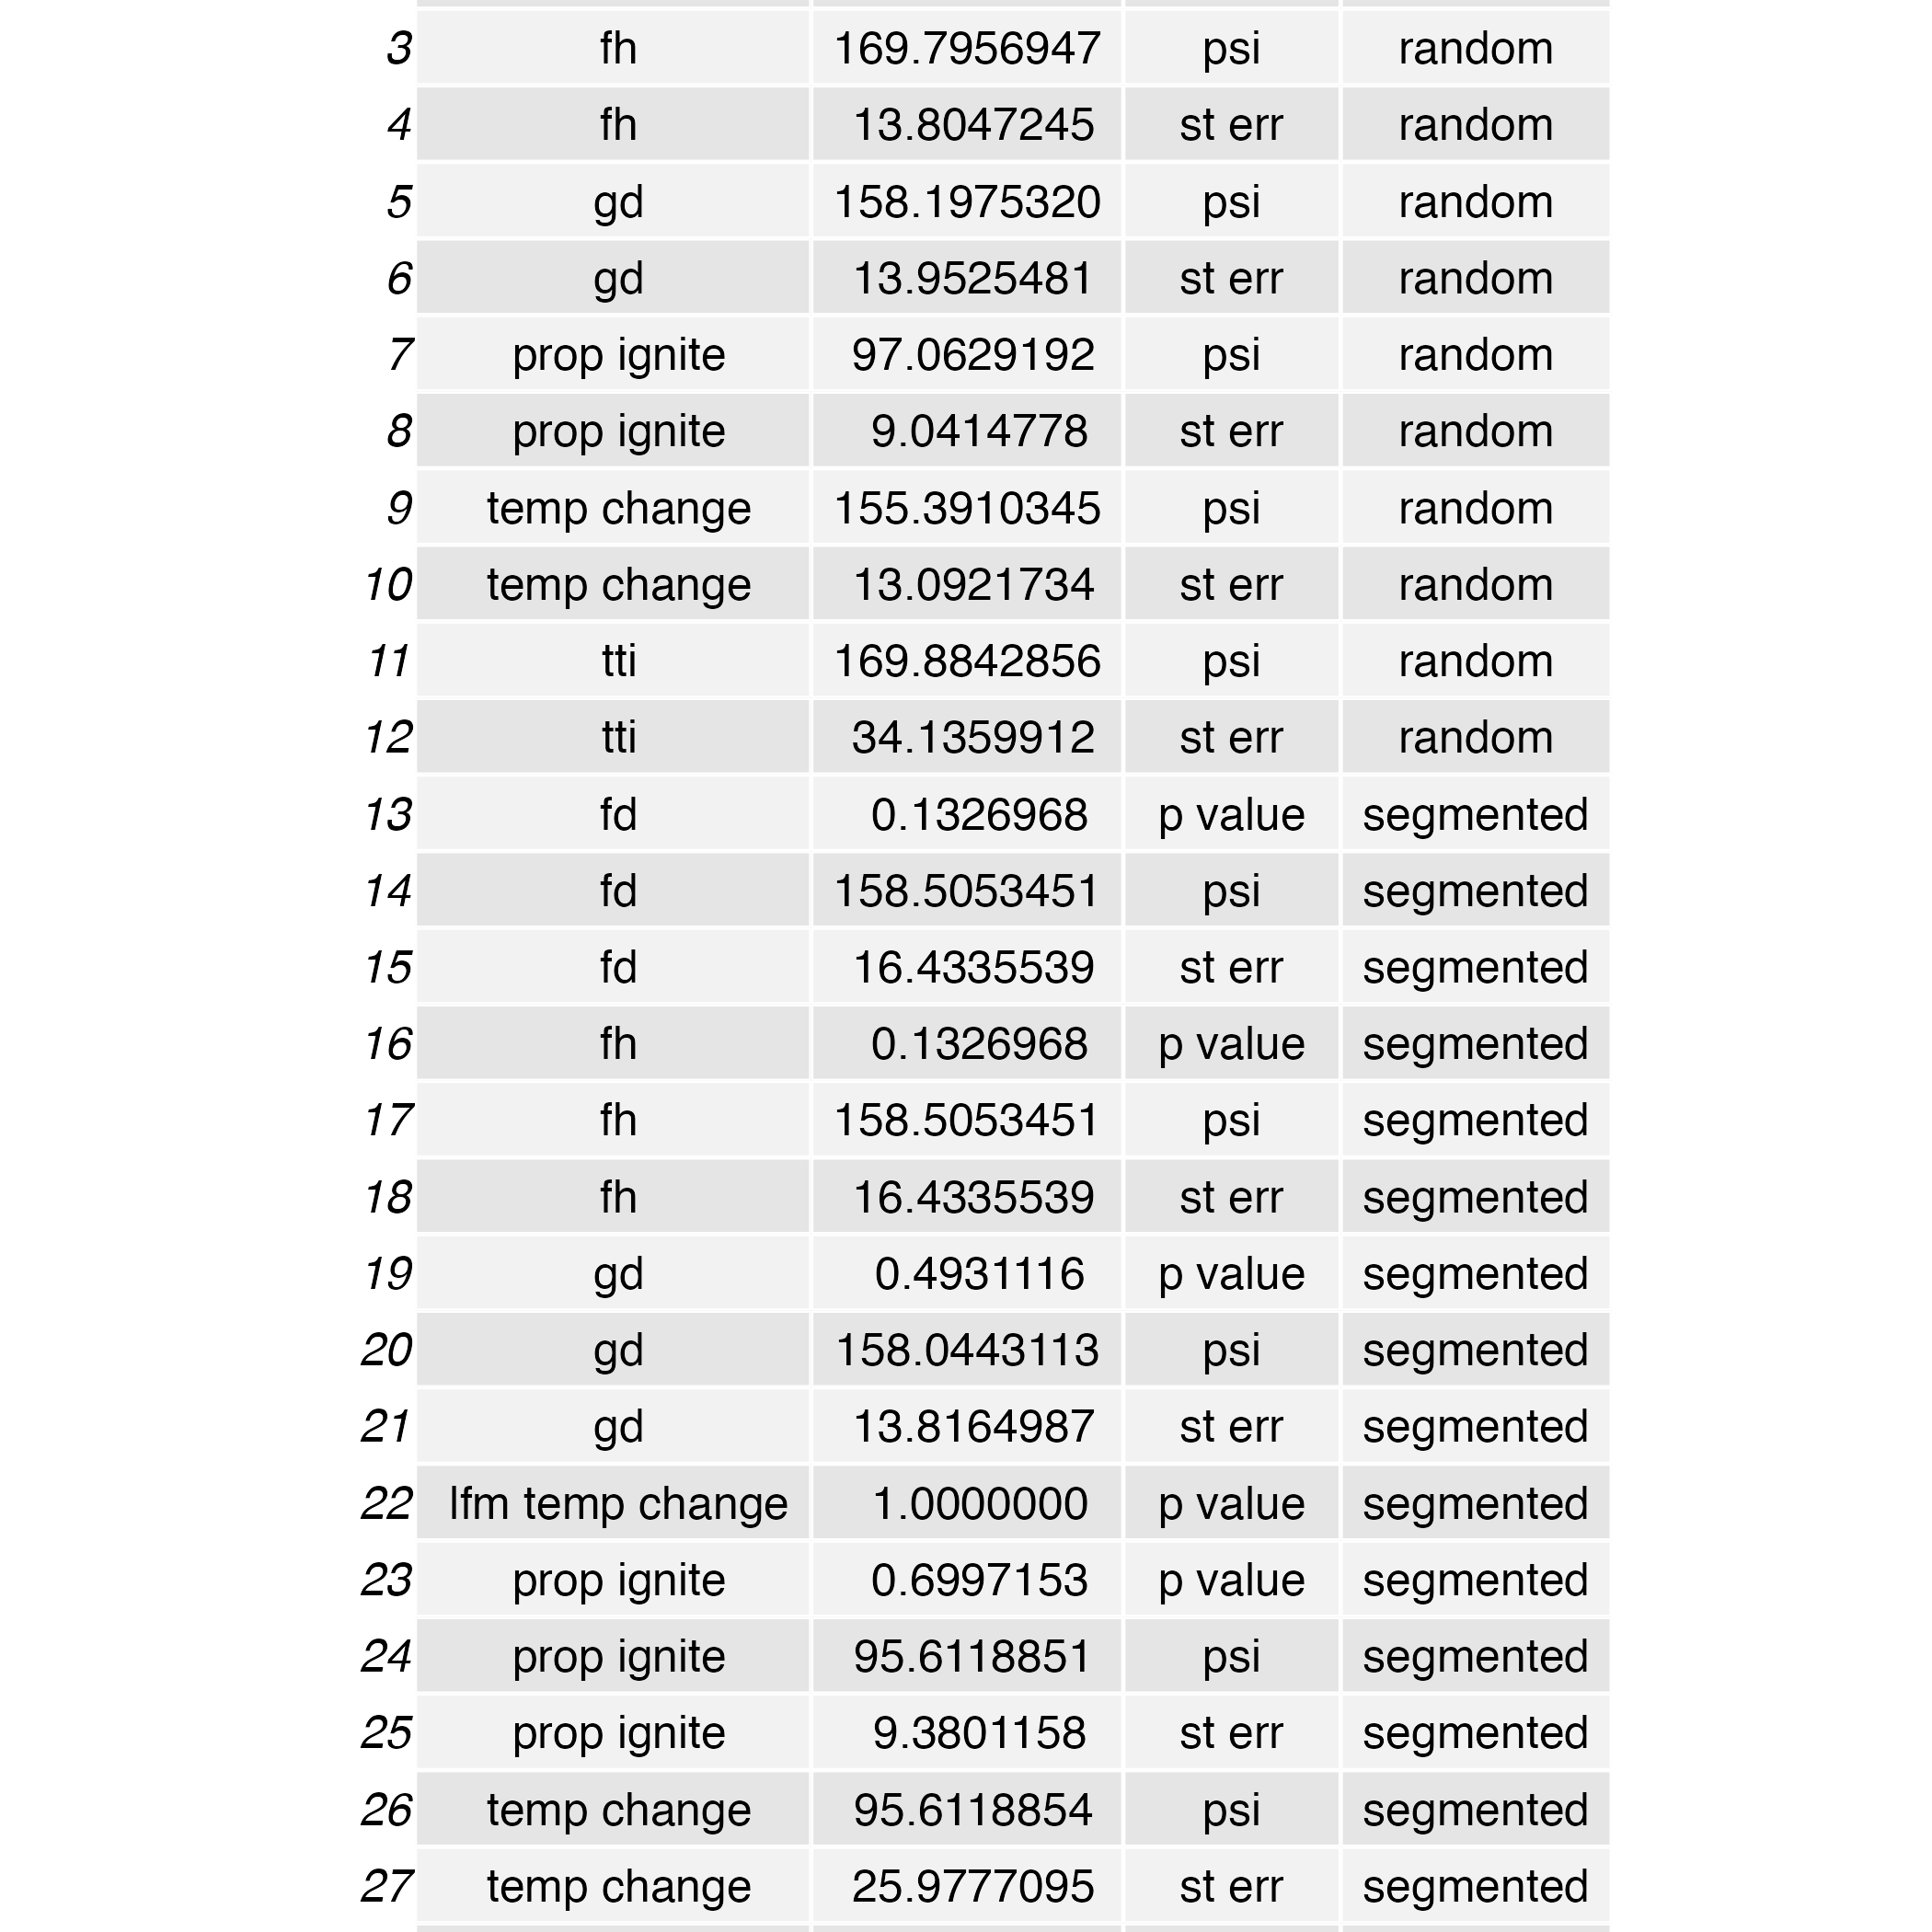 3 fh 169.7956947 psi random
4 fh 13.8047245 st err random
5 gd 158.1975320 psi random
6 gd 13.9525481 st err random
7 prop ignite 97.0629192 psi random
8 prop ignite 9.0414778 st err random
9 temp change 155.3910345 psi random
10 temp change 13.0921734 st err random
11 tti 169.8842856 psi random
12 tti 34.1359912 st err random
13 fd 0.1326968 p value segmented
14 fd 158.5053451 psi segmented
15 fd 16.4335539 st err segmented
16 fh 0.1326968 p value segmented
17 fh 158.5053451 psi segmented
18 fh 16.4335539 st err segmented
19 gd 0.4931116 p value segmented
20 gd 158.0443113 psi segmented
21 gd 13.8164987 st err segmented
22 lfm temp change 1.0000000 p value segmented
23 prop ignite 0.6997153 p value segmented
24 prop ignite 95.6118851 psi segmented
25 prop ignite 9.3801158 st err segmented
26 temp change 95.6118854 psi segmented
27 temp change 25.9777095 st err segmented